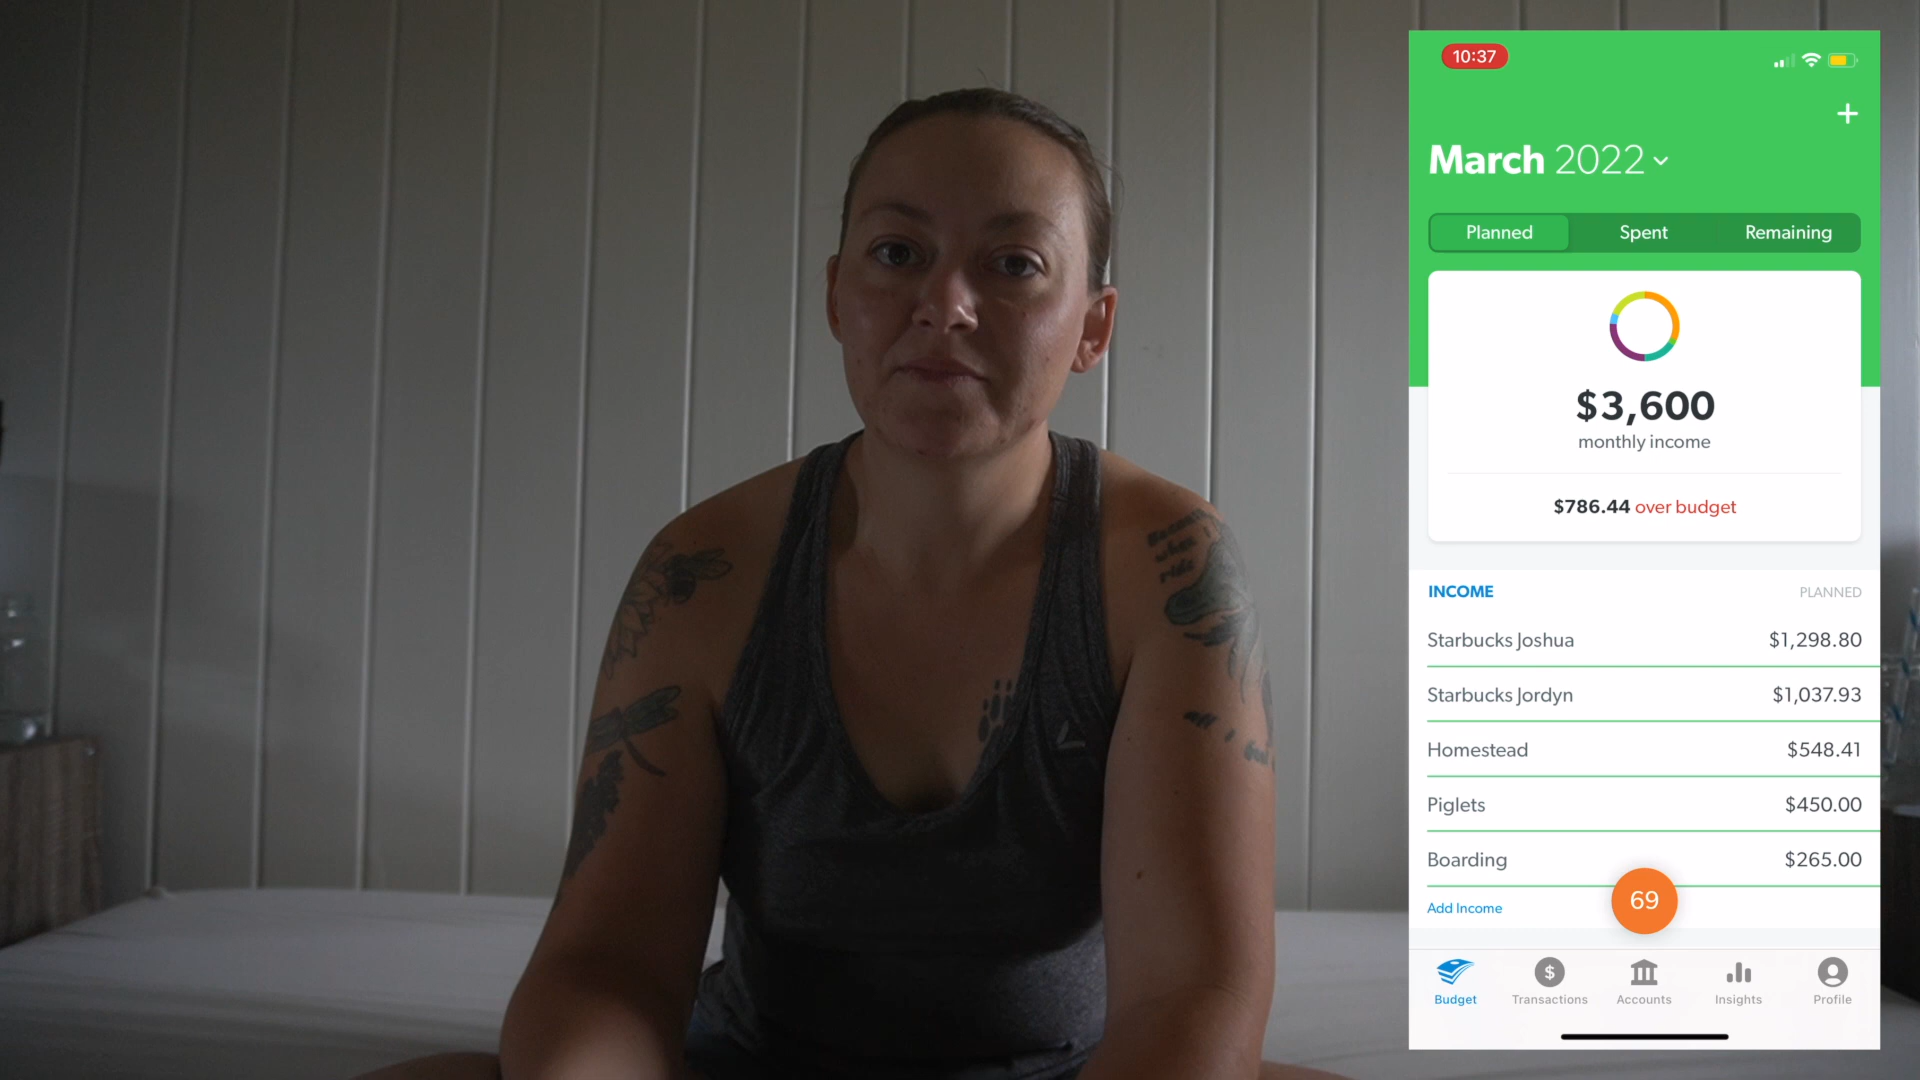 10:37
+
March 2022
Planned Spent Remaining
$3,600
monthly income
$786.44 over budget
INCOME PLANNED
Starbucks Joshua $1,298.80
Starbucks Jordyn $1,037.93
Homestead $548.41
Piglets $450.00
Boarding $265.00
69
Add Income
$
Budget Transactions Accounts Insights Profile